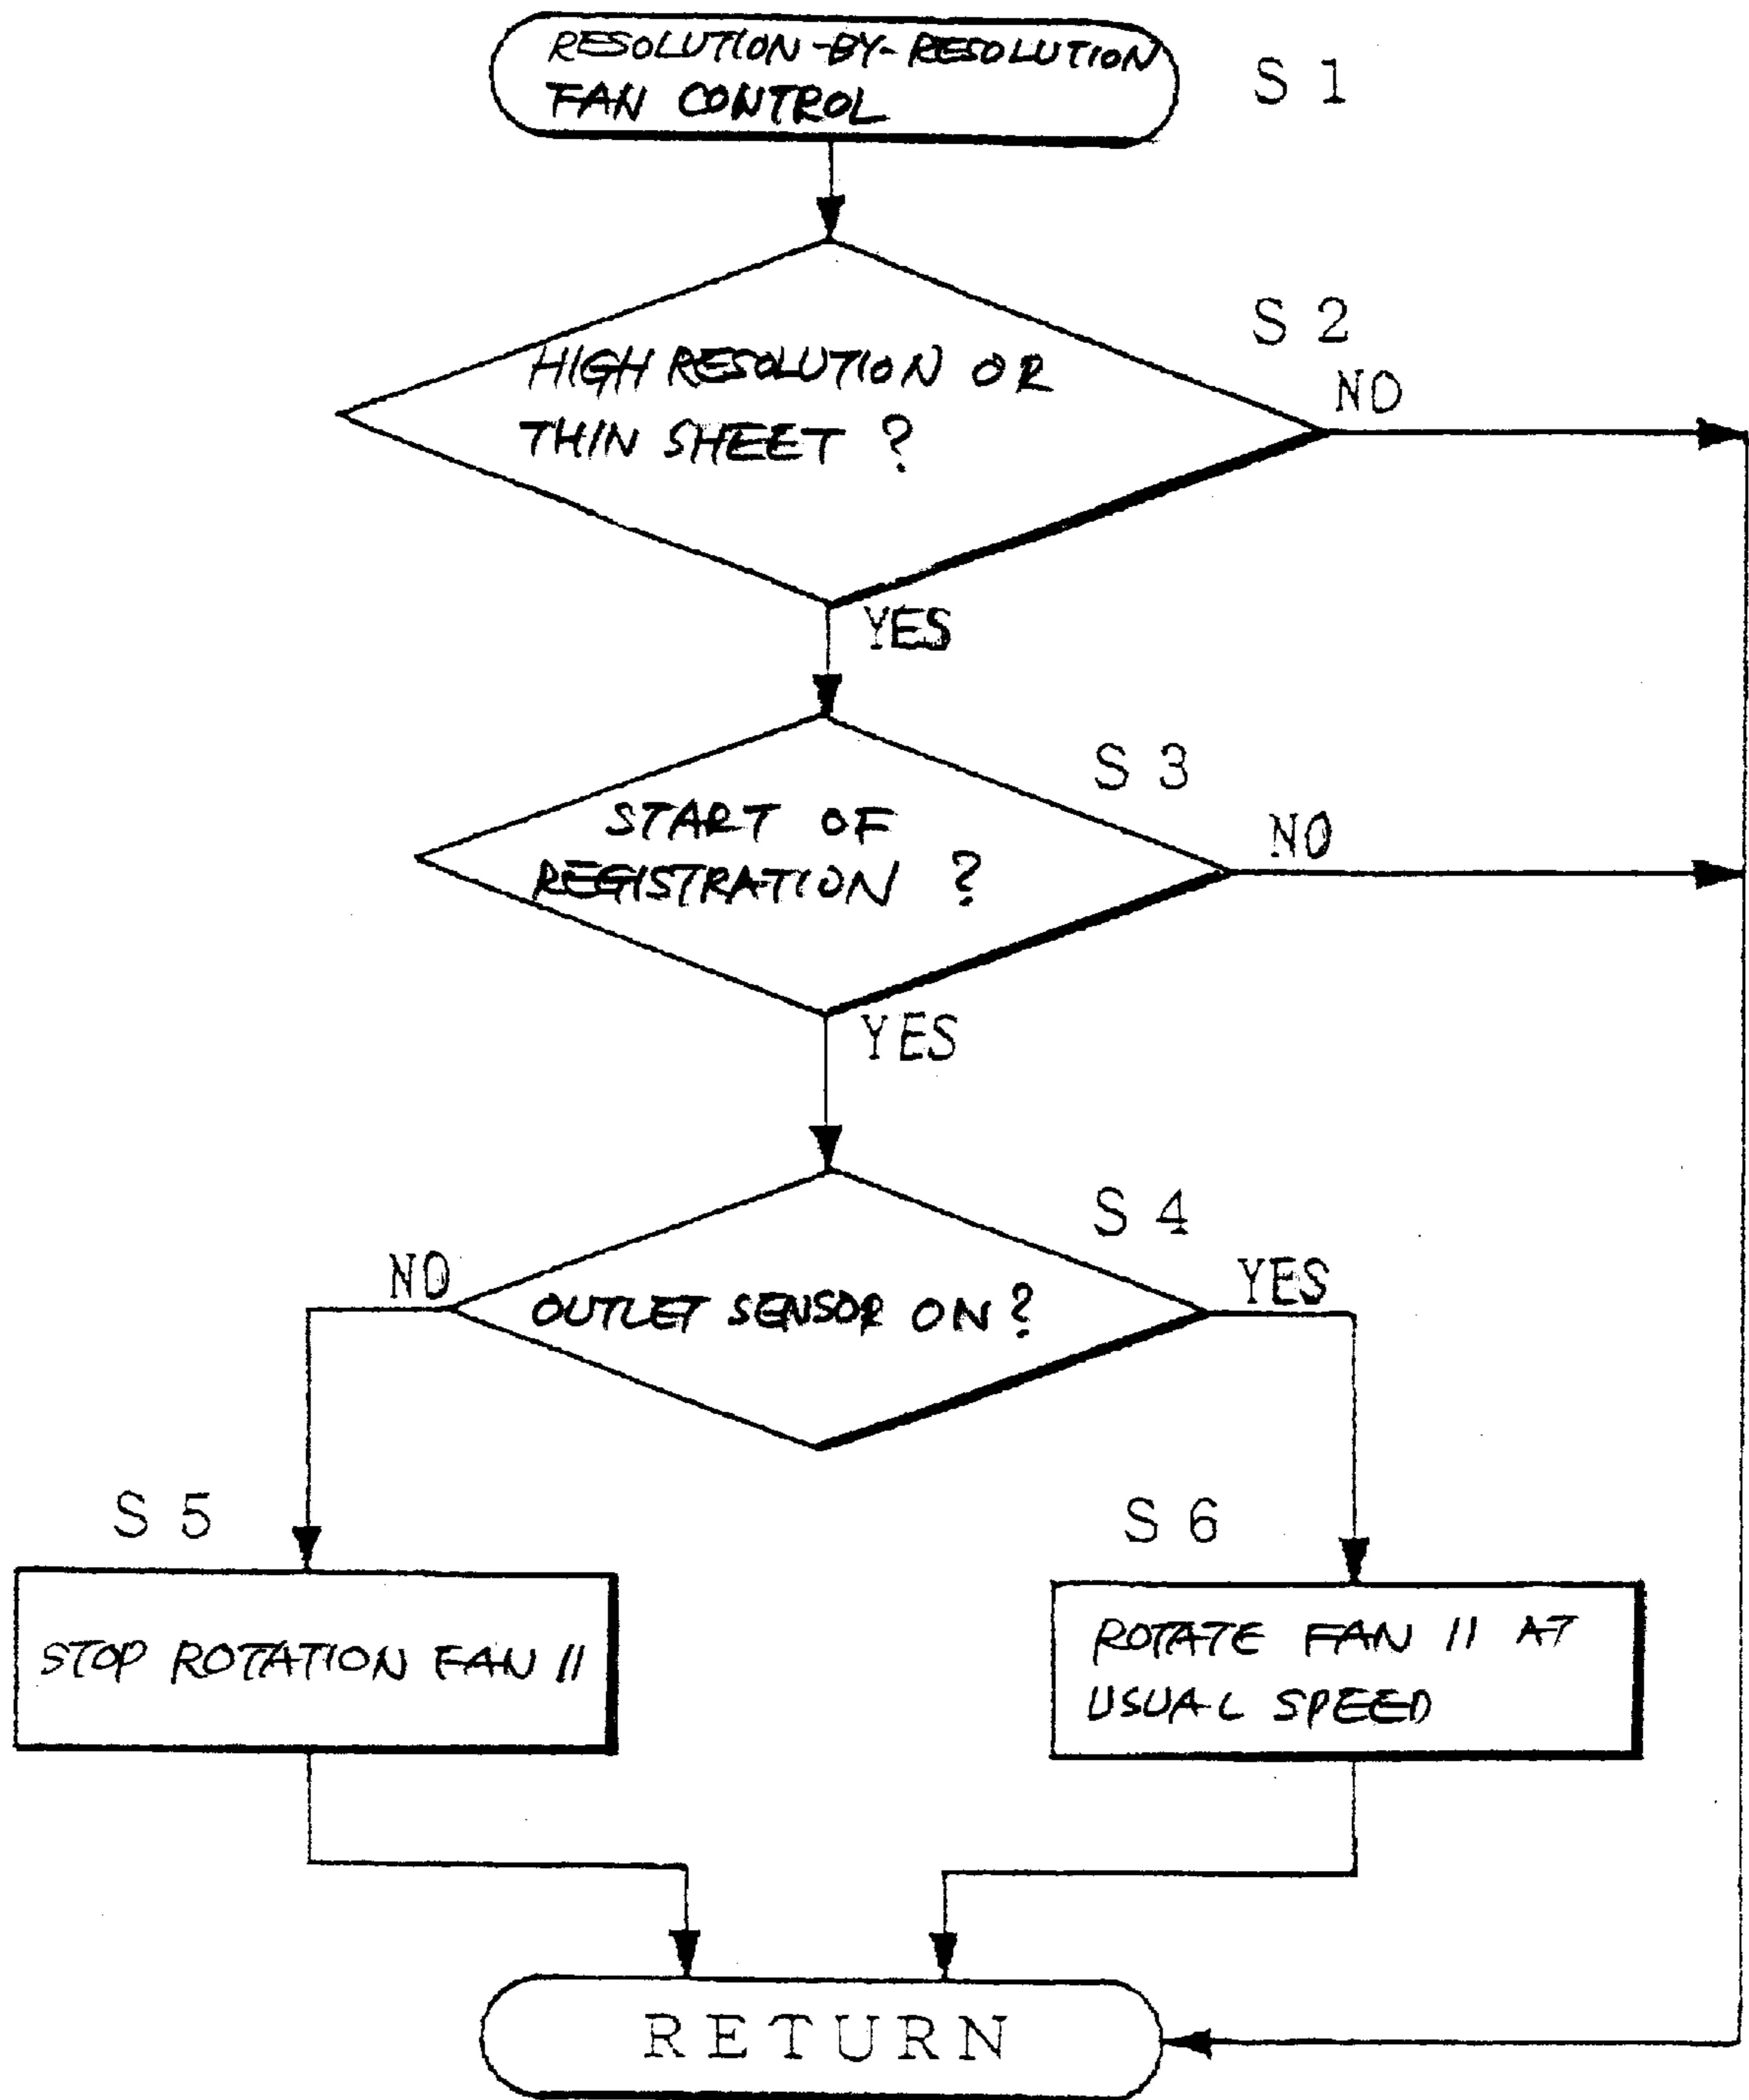 RESOLUTION-BY-RESOLUTION
FAN CONTROL
S 1
S 2
HIGH RESOLUTION OR
THIN SHEET ?
NO
YES
S 3
START OF
REGISTRATION ?
NO
YES
S 4
NO
YES
OUTLET SENSOR ON ?
S 5
S 6
STOP ROTATION FAN 11
ROTATE FAN 11 AT
USUAL SPEED
RETURN